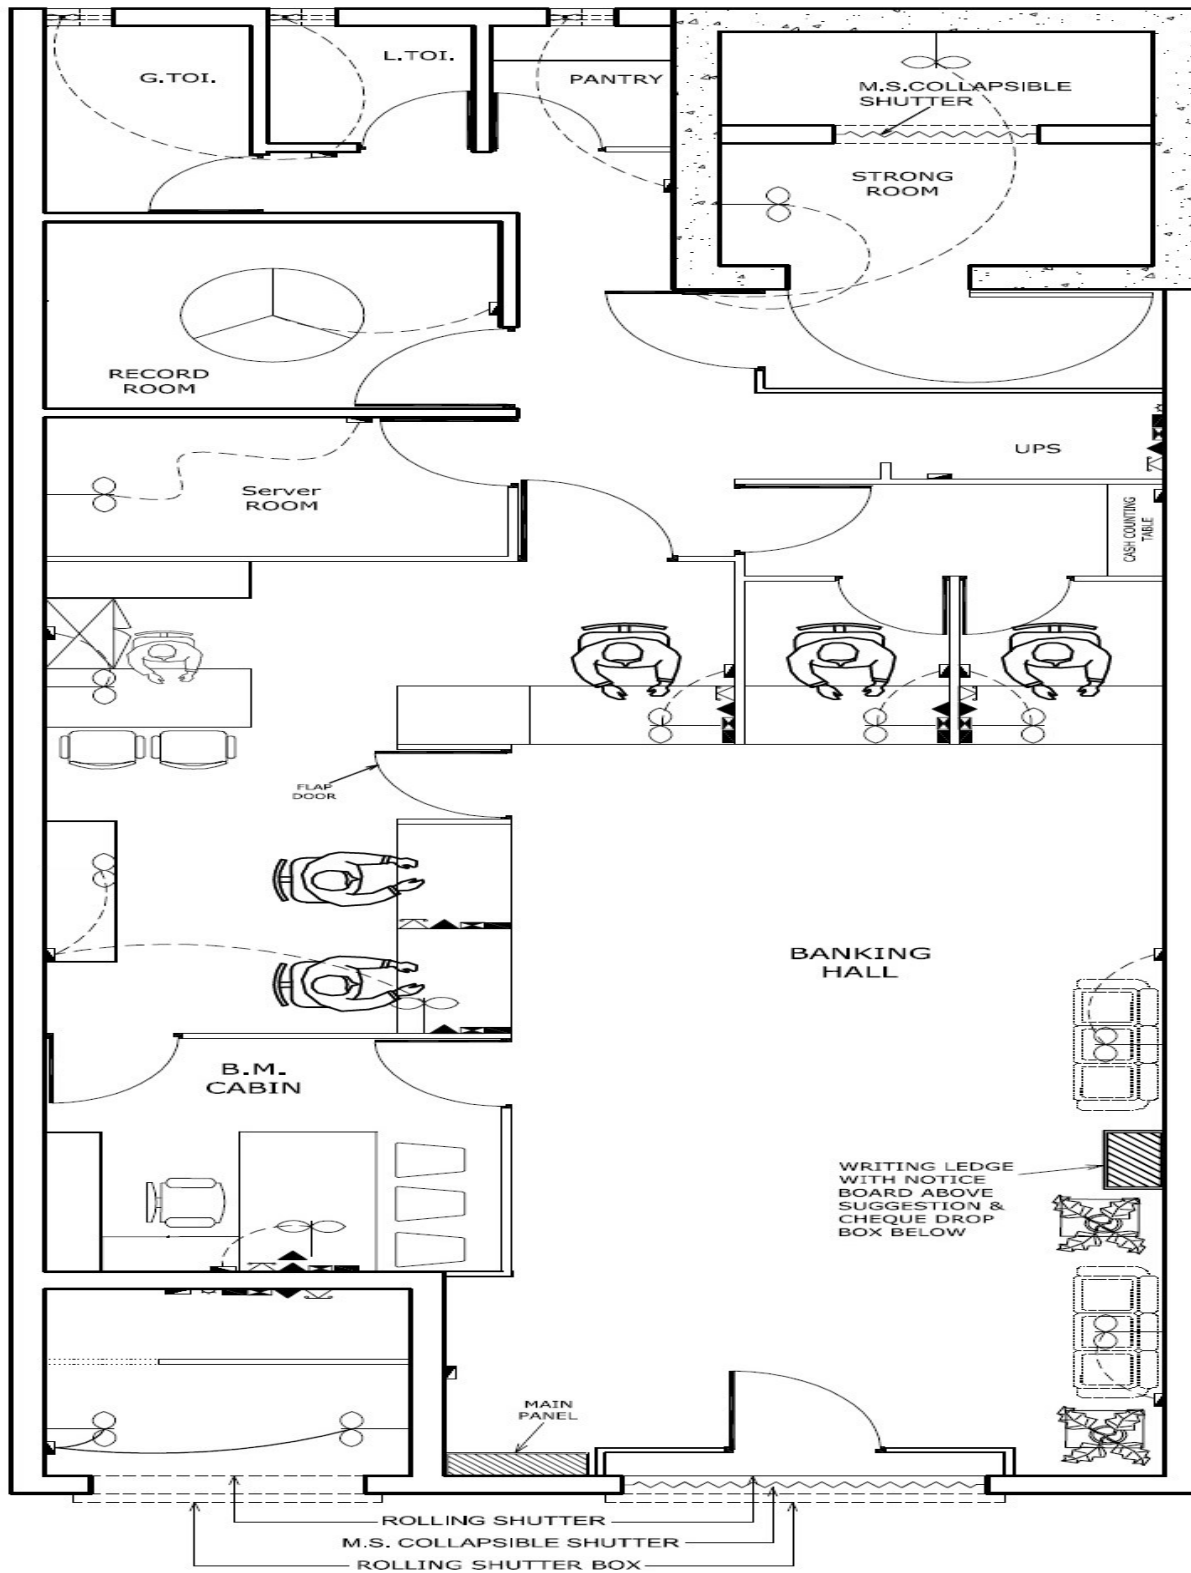 G.TOI.
L.TOI.
PANTRY
M.S.COLLAPSIBLE
SHUTTER
STRONG
ROOM
RECORD
ROOM
UPS
Server
ROOM
CASH COUNTING
TABLE
FLAP
DOOR
BANKING
HALL
B.M.
CABIN
WRITING LEDGE
WITH NOTICE
BOARD ABOVE
SUGGESTION &
CHEQUE DROP
BOX BELOW
MAIN
PANEL
ROLLING SHUTTER
M.S. COLLAPSIBLE SHUTTER
ROLLING SHUTTER BOX